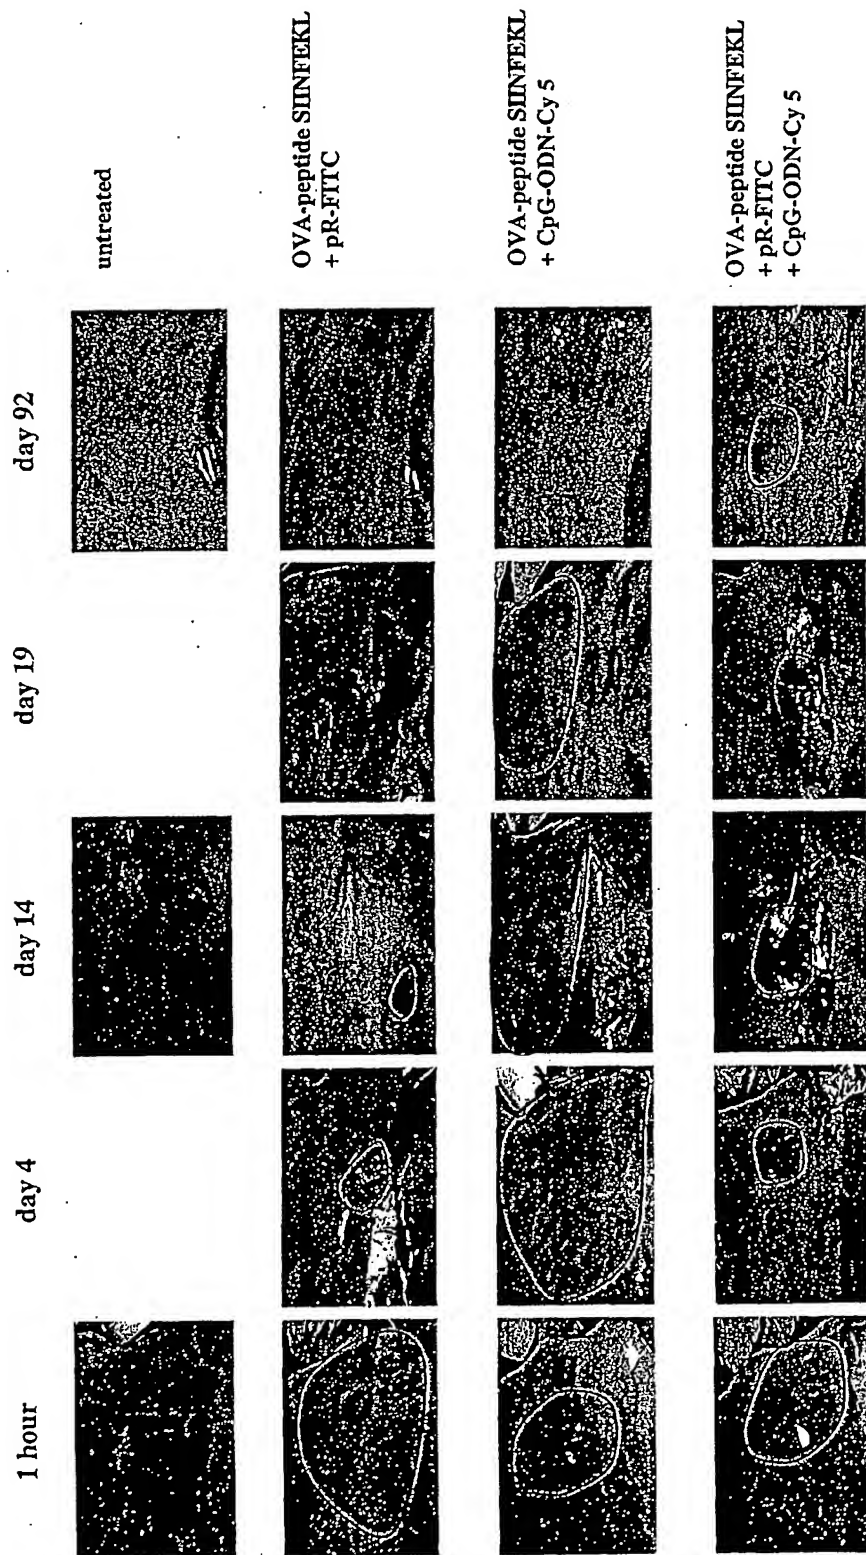 1 hour
day 4
day 14
day 19
day 92
untreated
OVA-peptide SIINFEKL
+ pR-FITC
OVA-peptide SIINFEKL
+ CpG-ODN-Cy 5
OVA-peptide SIINFEKL
+ pR-FITC
+ CpG-ODN-Cy 5